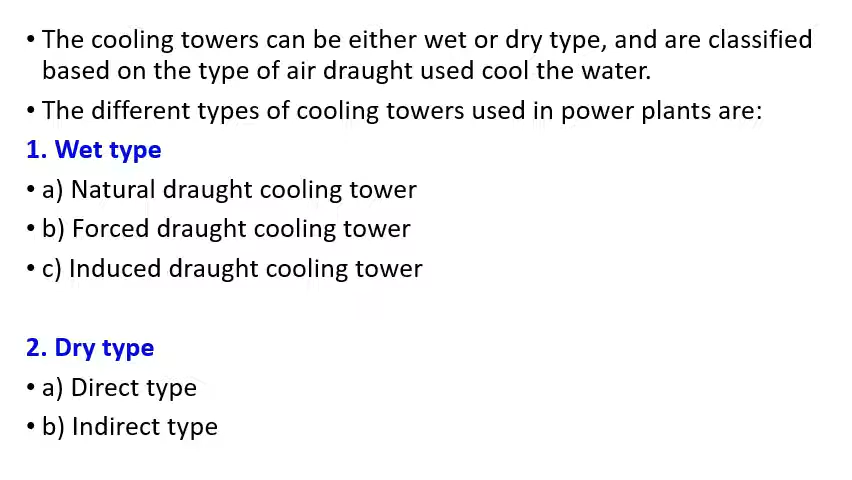 • The cooling towers can be either wet or dry type, and are classified
based on the type of air draught used cool the water.
• The different types of cooling towers used in power plants are:
1. Wet type
• a) Natural draught cooling tower
• b) Forced draught cooling tower
• c) Induced draught cooling tower
2. Dry type
• a) Direct type
• b) Indirect type